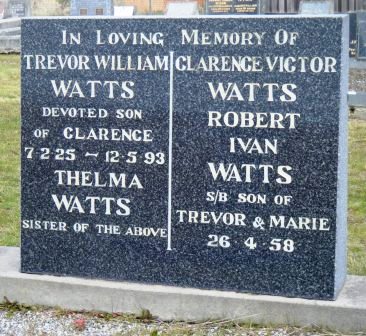 In Loving Memory Of
TREVOR WILLIAM
WATTS
DEVOTED SON
OF CLARENCE
7-2-25 — 12-5-93
THELMA
WATTS
SISTER OF THE ABOVE
CLARENCE VICTOR
WATTS
ROBERT
IVAN
WATTS
S/B SON OF
TREVOR & MARIE
26 4 58